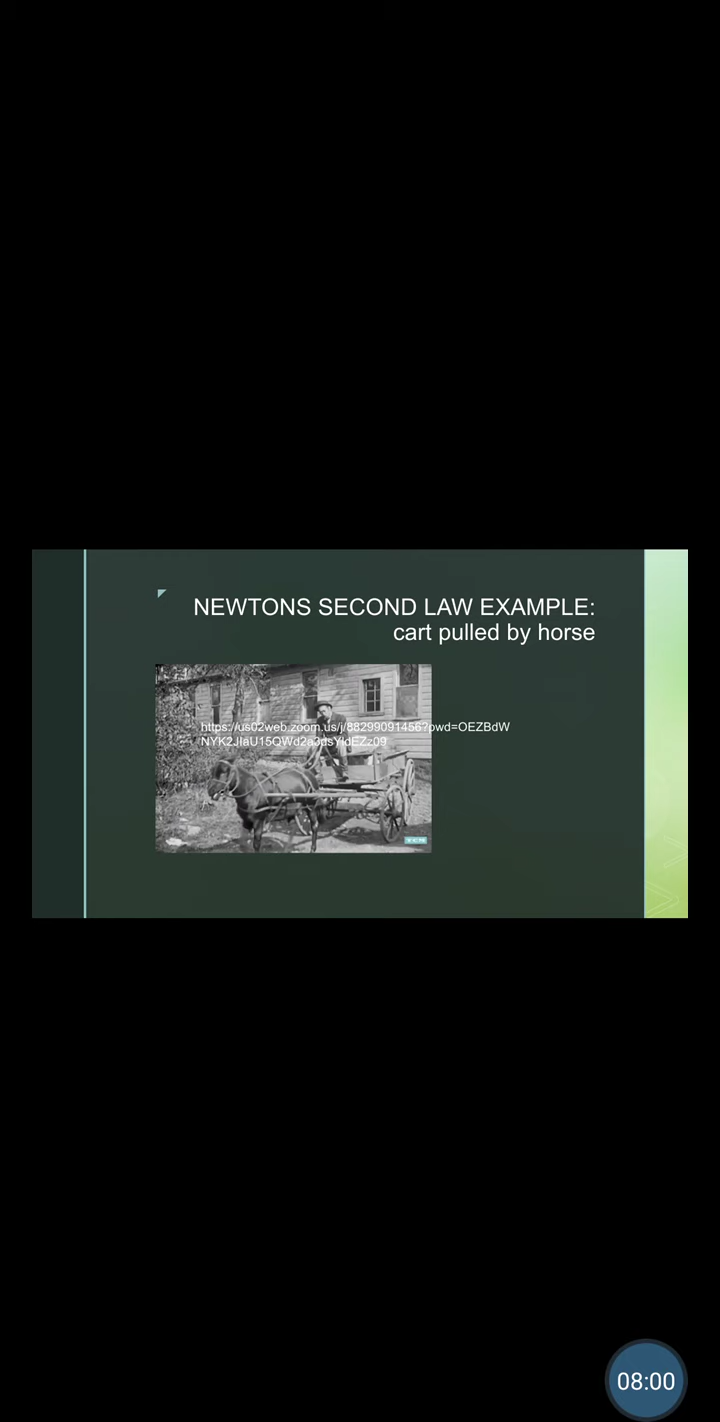 NEWTONS SECOND LAW EXAMPLE:
cart pulled by horse
https://us02web.zoom.us/j/88299091456?pwd=OEZBdW
08:00